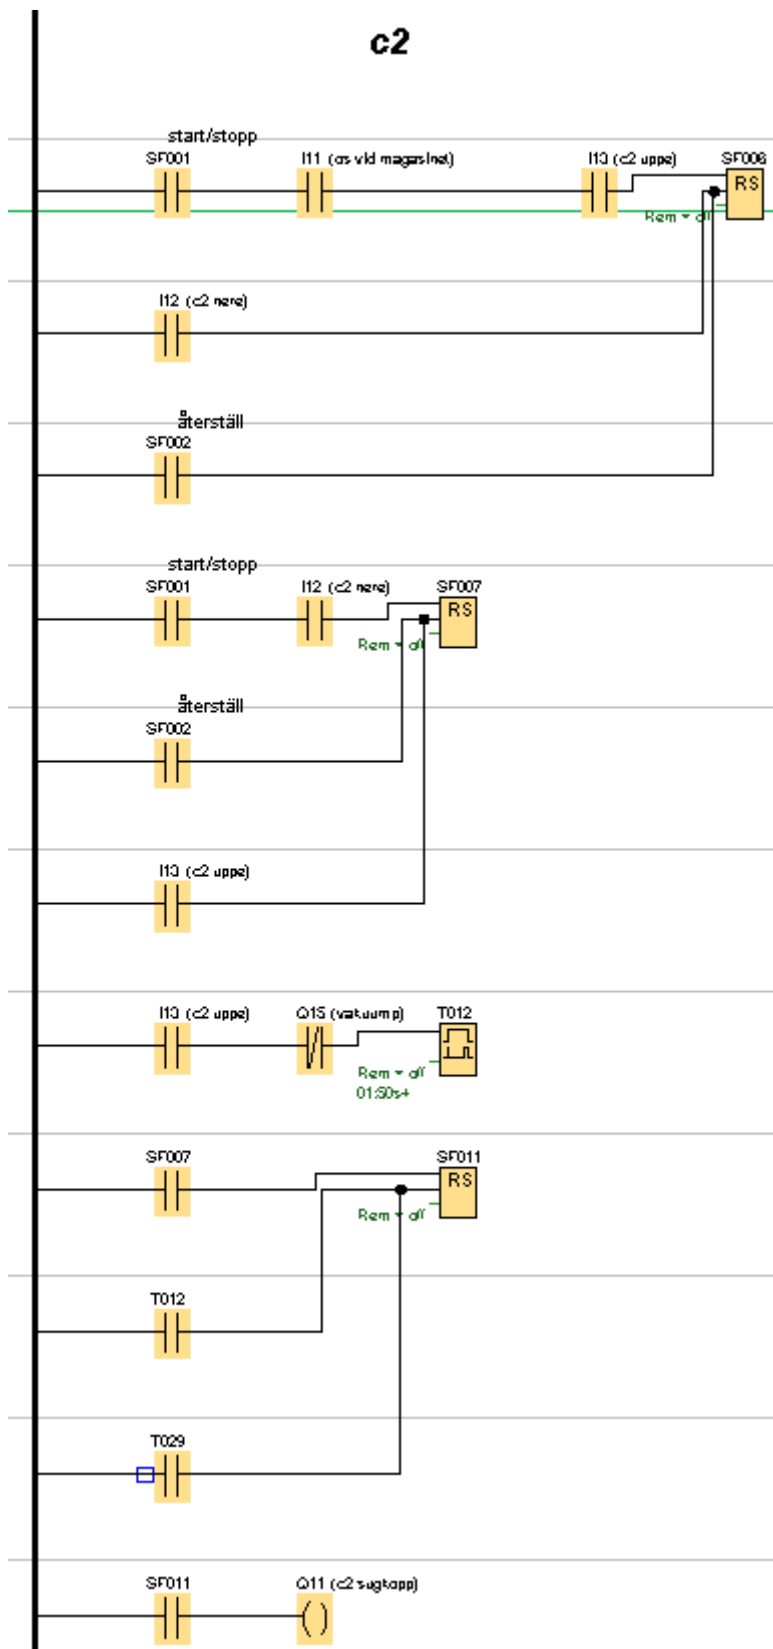 c2
start/stopp
SF001 I11 (as vid magasinet) I13 (c2 uppe) SF006
RS
Rem = off
I12 (c2 nere)
återställ
SF002
start/stopp
SF001 I12 (c2 nere) SF007
RS
Rem = off
återställ
SF002
I13 (c2 uppe)
I13 (c2 uppe) Q15 (vakuump) T012
Rem = off
01:50s+
SF007 SF011
RS
Rem = off
T012
T029
SF011 Q11 (c2 sugkopp)